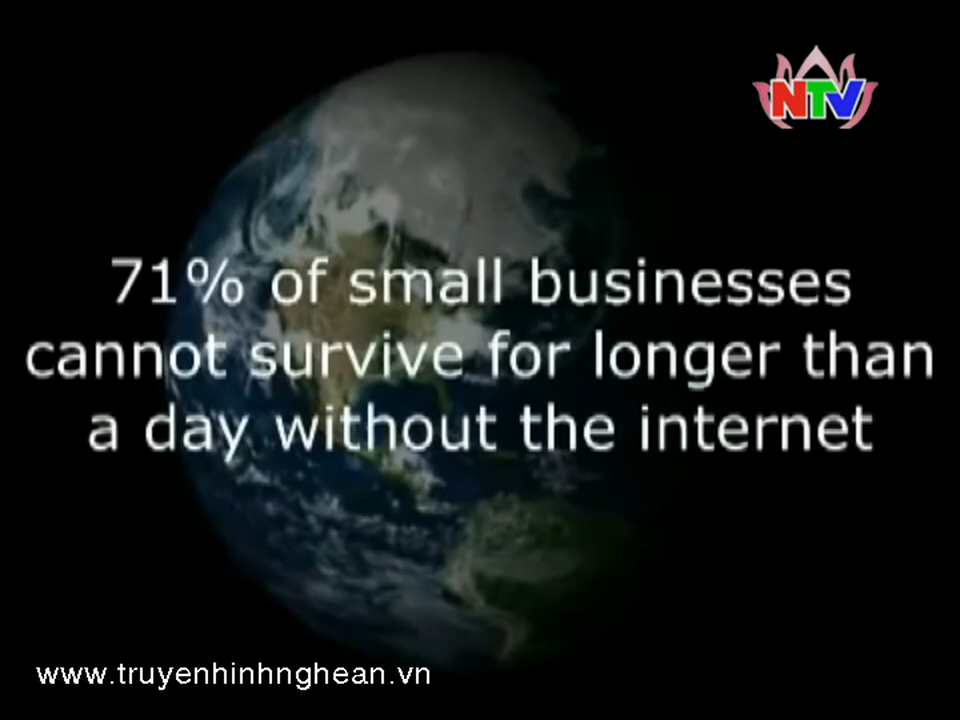 NTV
71% of small businesses
cannot survive for longer than
a day without the internet
www.truyenhinhnghean.vn